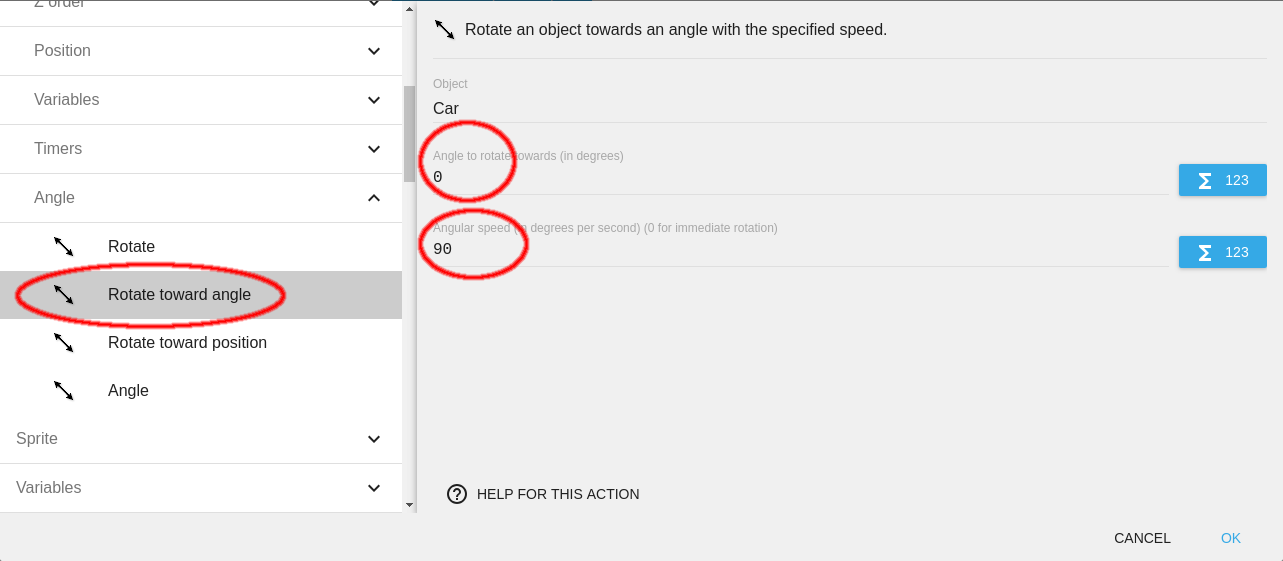 Z order
Position
Variables
Timers
Angle
Rotate
Rotate toward angle
Rotate toward position
Angle
Sprite
Variables
Rotate an object towards an angle with the specified speed.
Object
Car
Angle to rotate towards (in degrees)
0
123
Angular speed (in degrees per second) (0 for immediate rotation)
90
123
HELP FOR THIS ACTION
CANCEL
OK